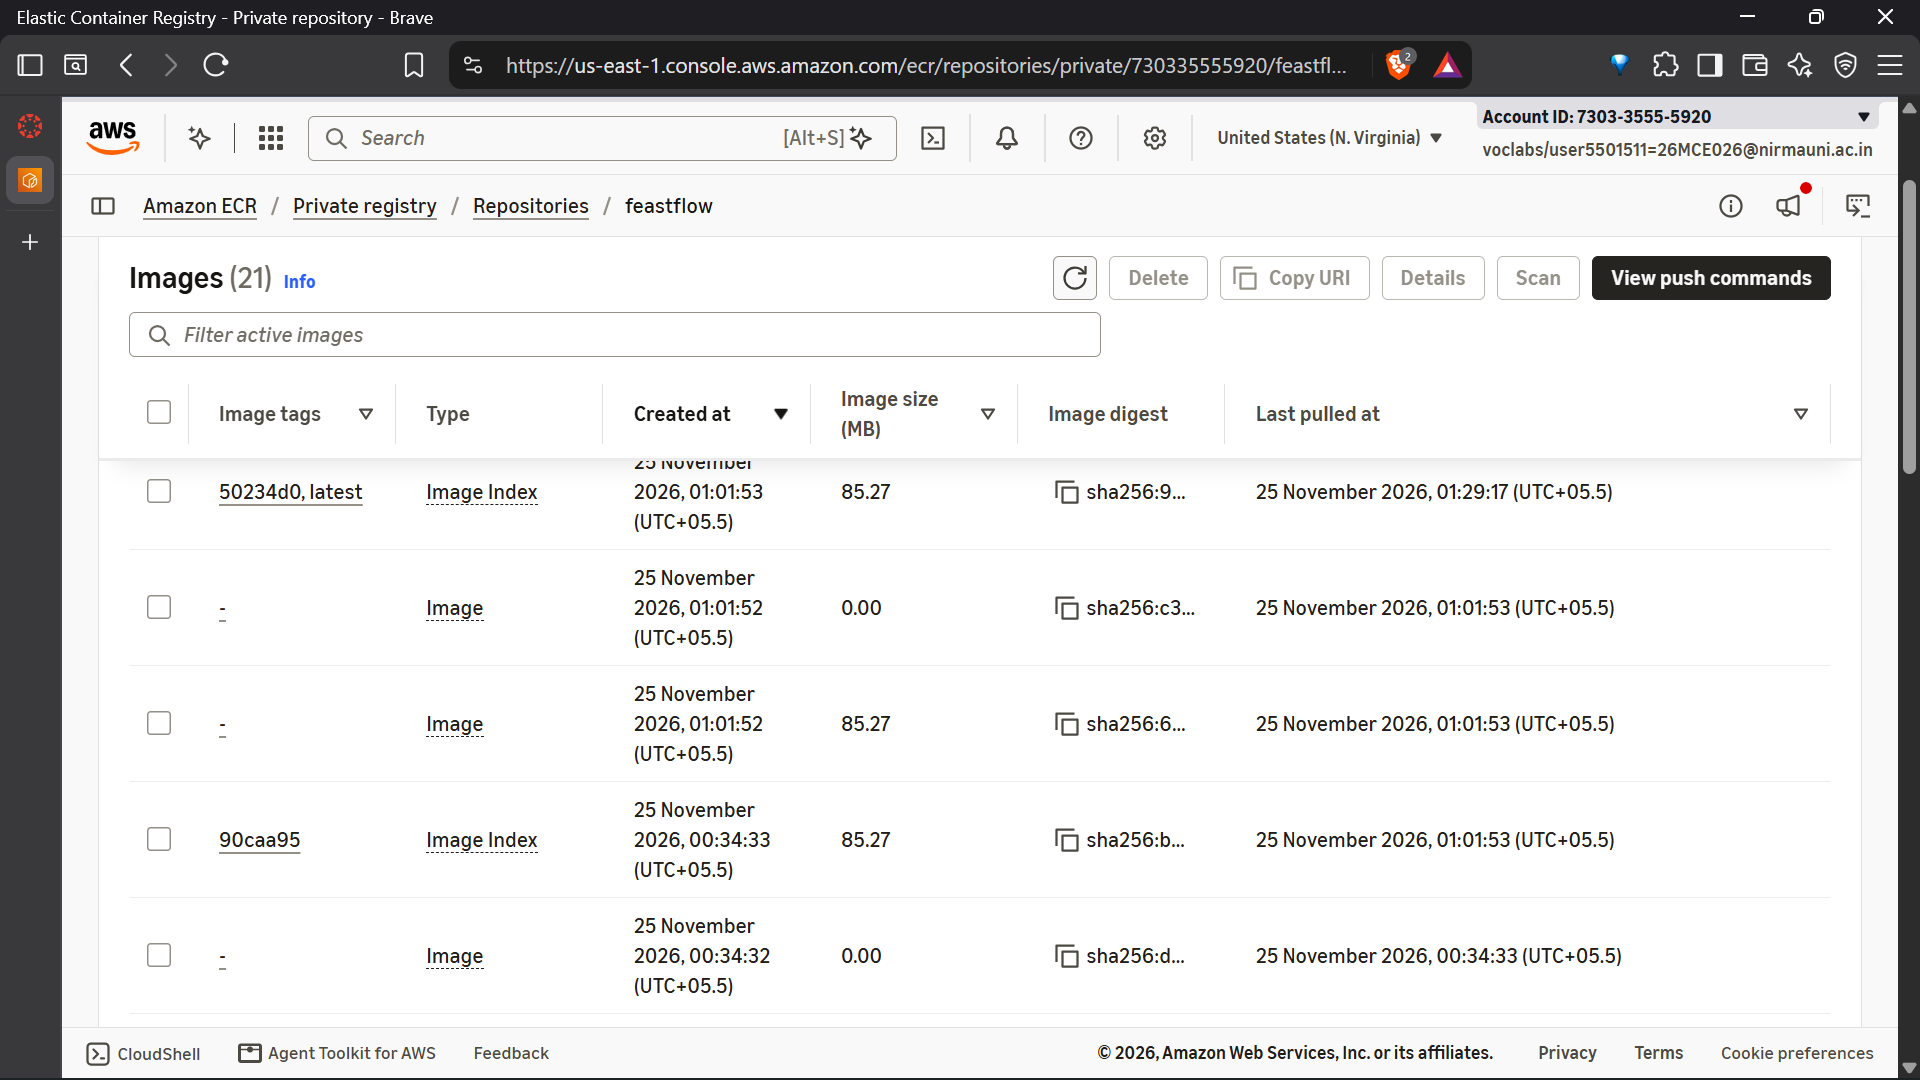 Elastic Container Registry - Private repository - Brave
https://us-east-1.console.aws.amazon.com/ecr/repositories/private/730335555920/feastfl...
2
aws
Search [Alt+S]
United States (N. Virginia)
Account ID: 7303-3555-5920
voclabs/user5501511=26MCE026@nirmauni.ac.in
Amazon ECR / Private registry / Repositories / feastflow
Images (21) Info
Delete
Copy URI
Details
Scan
View push commands
Filter active images
Image tags
Type
Created at
Image size
(MB)
Image digest
Last pulled at
50234d0, latest
Image Index
25 November
2026, 01:01:53
(UTC+05.5)
85.27
sha256:9...
25 November 2026, 01:29:17 (UTC+05.5)
-
Image
25 November
2026, 01:01:52
(UTC+05.5)
0.00
sha256:c3...
25 November 2026, 01:01:53 (UTC+05.5)
-
Image
25 November
2026, 01:01:52
(UTC+05.5)
85.27
sha256:6...
25 November 2026, 01:01:53 (UTC+05.5)
90caa95
Image Index
25 November
2026, 00:34:33
(UTC+05.5)
85.27
sha256:b...
25 November 2026, 01:01:53 (UTC+05.5)
-
Image
25 November
2026, 00:34:32
(UTC+05.5)
0.00
sha256:d...
25 November 2026, 00:34:33 (UTC+05.5)
CloudShell
Agent Toolkit for AWS
Feedback
© 2026, Amazon Web Services, Inc. or its affiliates.
Privacy
Terms
Cookie preferences